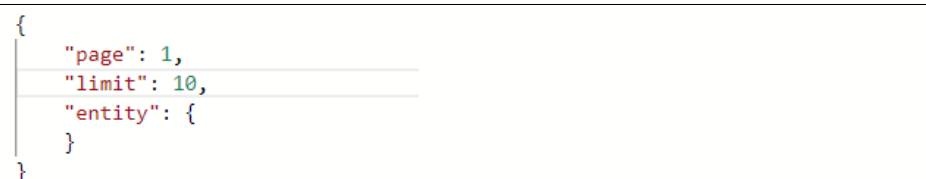 {
    "page": 1,
    "limit": 10,
    "entity": {
    }
}